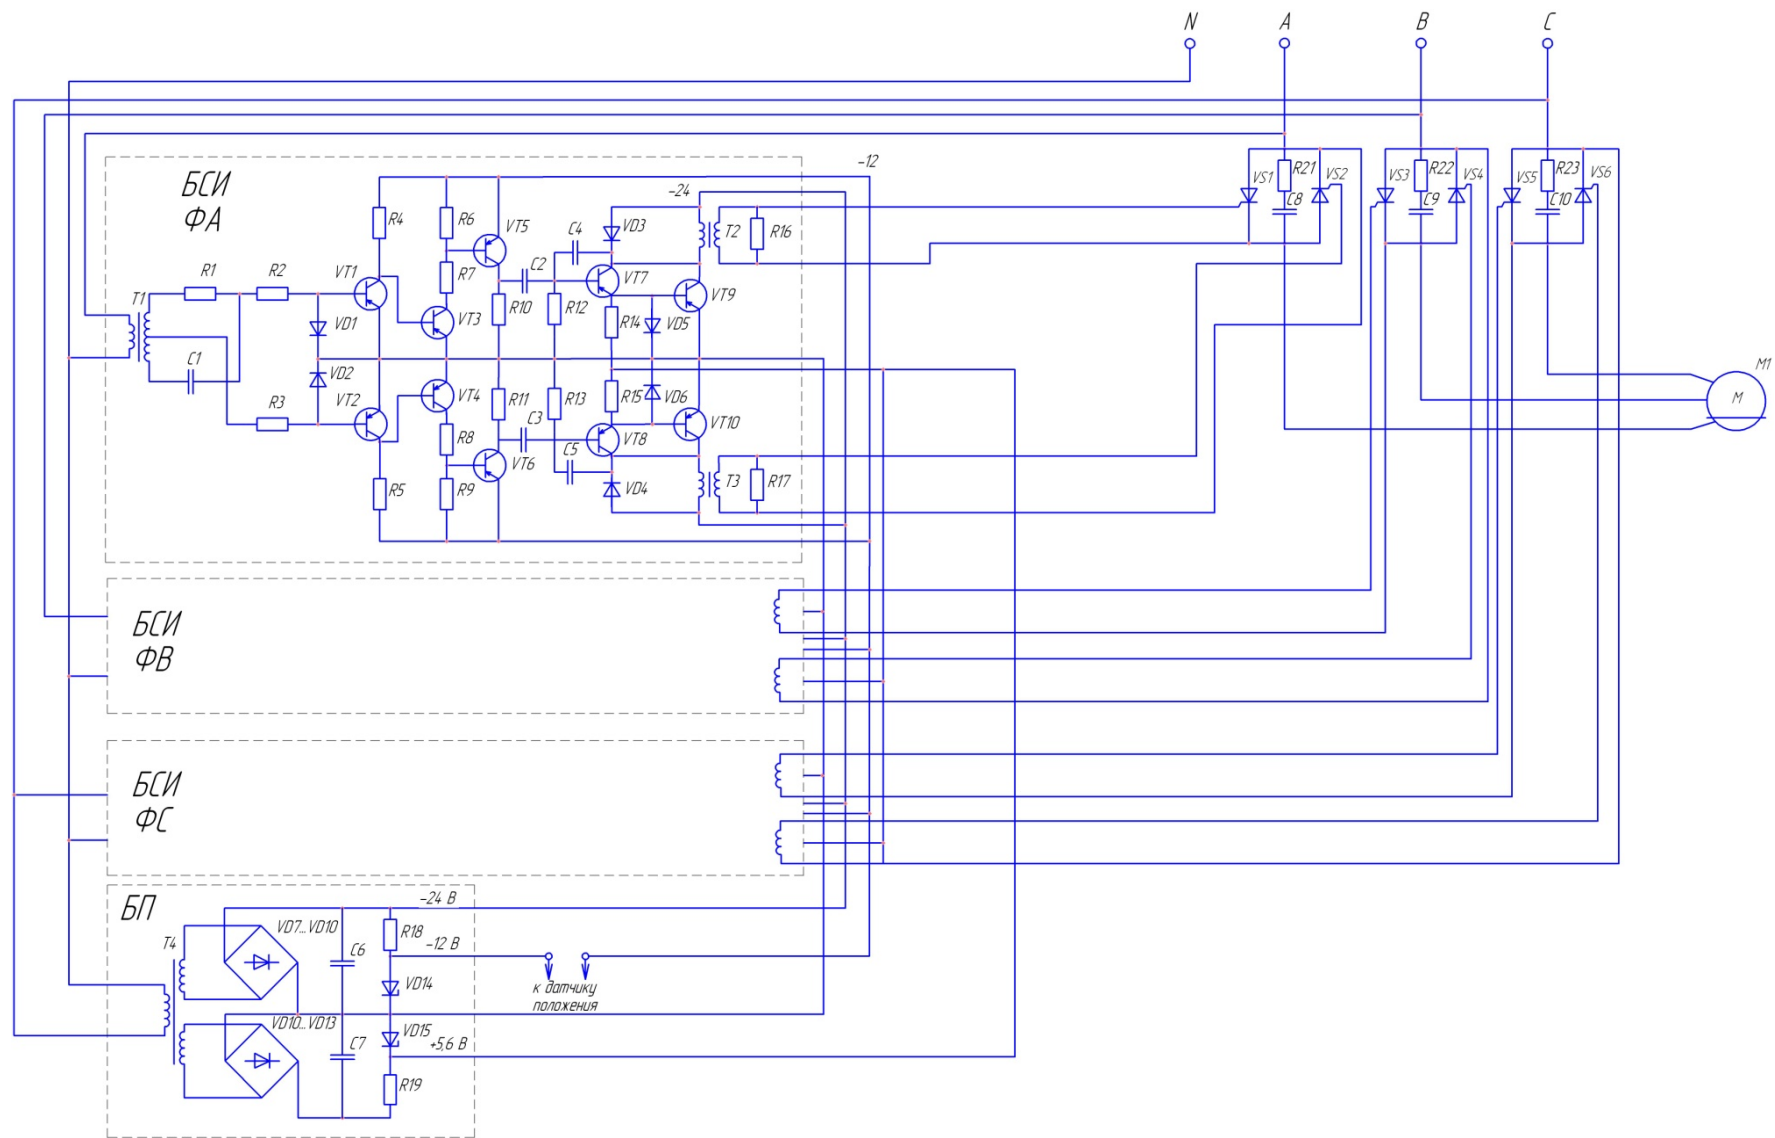 N A B C
БСИ
ФА
-12
-24
R4 R6 VT5 C4 VD3 T2 R16
VS1 R21 C8 VS2 VS3 R22 C9 VS4 VS5 R23 C10 VS6
R1 R2 VT1 R7 C2 VT7 VT9
T1 VD1 VT3 R10 R12 R14 VD5
C1 VD2
R3 VT2 VT4 R11 R13 R15 VD6
R8 C3 VT8 VT10
VT6 C5
R5 R9 VD4 T3 R17
M1
M
БСИ
ФВ
БСИ
ФС
БП
-24 В
T4 VD7...VD10 C6 R18
-12 В
VD14
к датчику
положения
VD10...VD13 VD15
C7 +5,6 В
R19